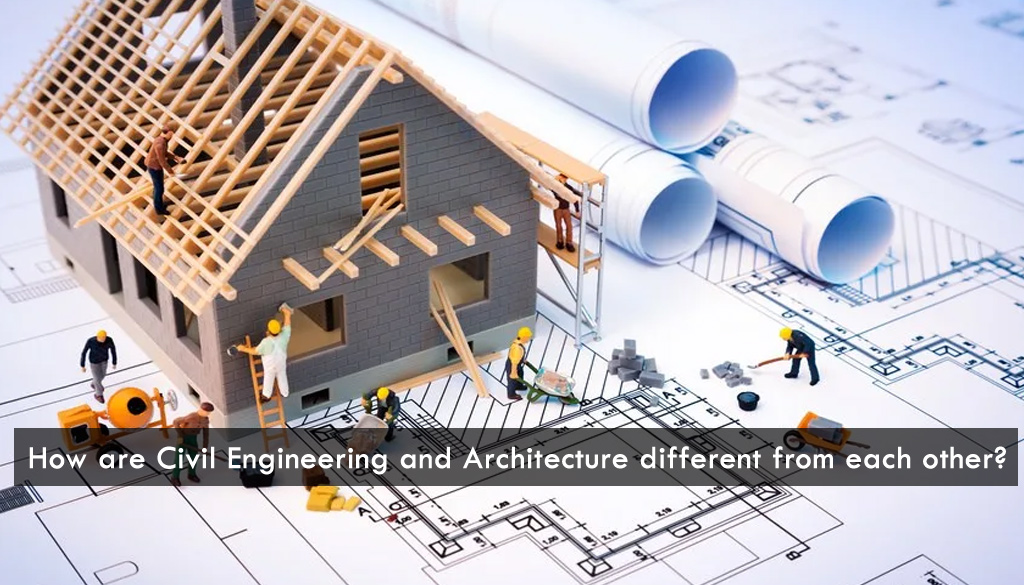 How are Civil Engineering and Architecture different from each other?